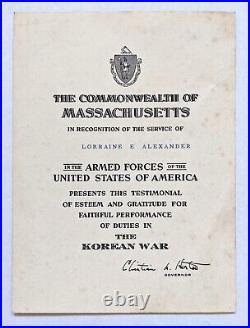 THE COMMONWEALTH OF
MASSACHUSETTS
IN RECOGNITION OF THE SERVICE OF
LORRAINE E ALEXANDER
IN THE ARMED FORCES OF THE
UNITED STATES OF AMERICA
PRESENTS THIS TESTIMONIAL
OF ESTEEM AND GRATITUDE FOR
FAITHFUL PERFORMANCE
OF DUTIES IN
THE
KOREAN WAR
Christian A. Herter
GOVERNOR